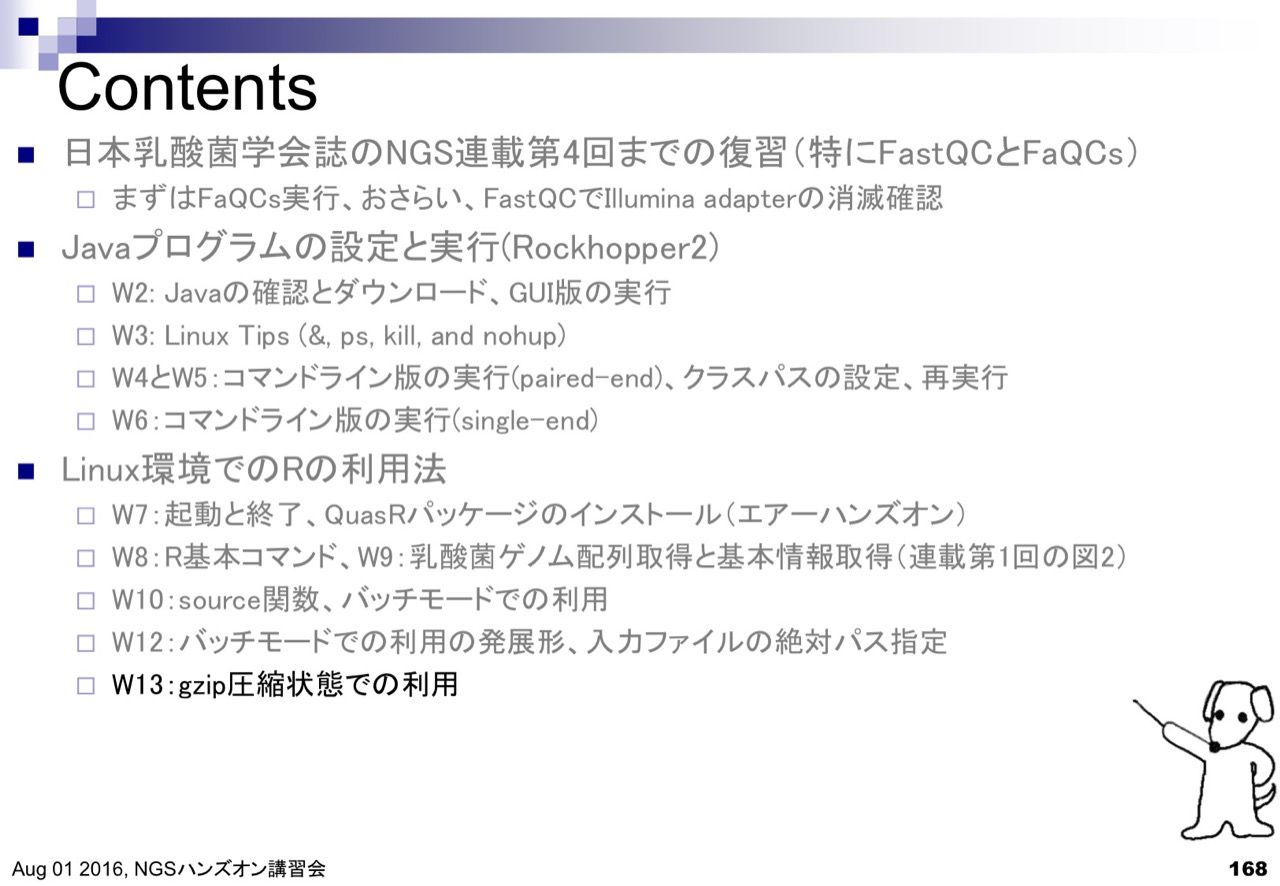 Contents
日本乳酸菌学会誌のNGS連載第4回までの復習（特にFastQCとFaQCs）
まずはFaQCs実行、おさらい、FastQCでIllumina adapterの消滅確認
Javaプログラムの設定と実行(Rockhopper2)
W2: Javaの確認とダウンロード、GUI版の実行
W3: Linux Tips (&, ps, kill, and nohup)
W4とW5：コマンドライン版の実行(paired-end)、クラスパスの設定、再実行
W6：コマンドライン版の実行(single-end)
Linux環境でのRの利用法
W7：起動と終了、QuasRパッケージのインストール（エアーハンズオン）
W8：R基本コマンド、W9：乳酸菌ゲノム配列取得と基本情報取得（連載第1回の図2）
W10：source関数、バッチモードでの利用
W12：バッチモードでの利用の発展形、入力ファイルの絶対パス指定
W13：gzip圧縮状態での利用
Aug 01 2016, NGSハンズオン講習会
168